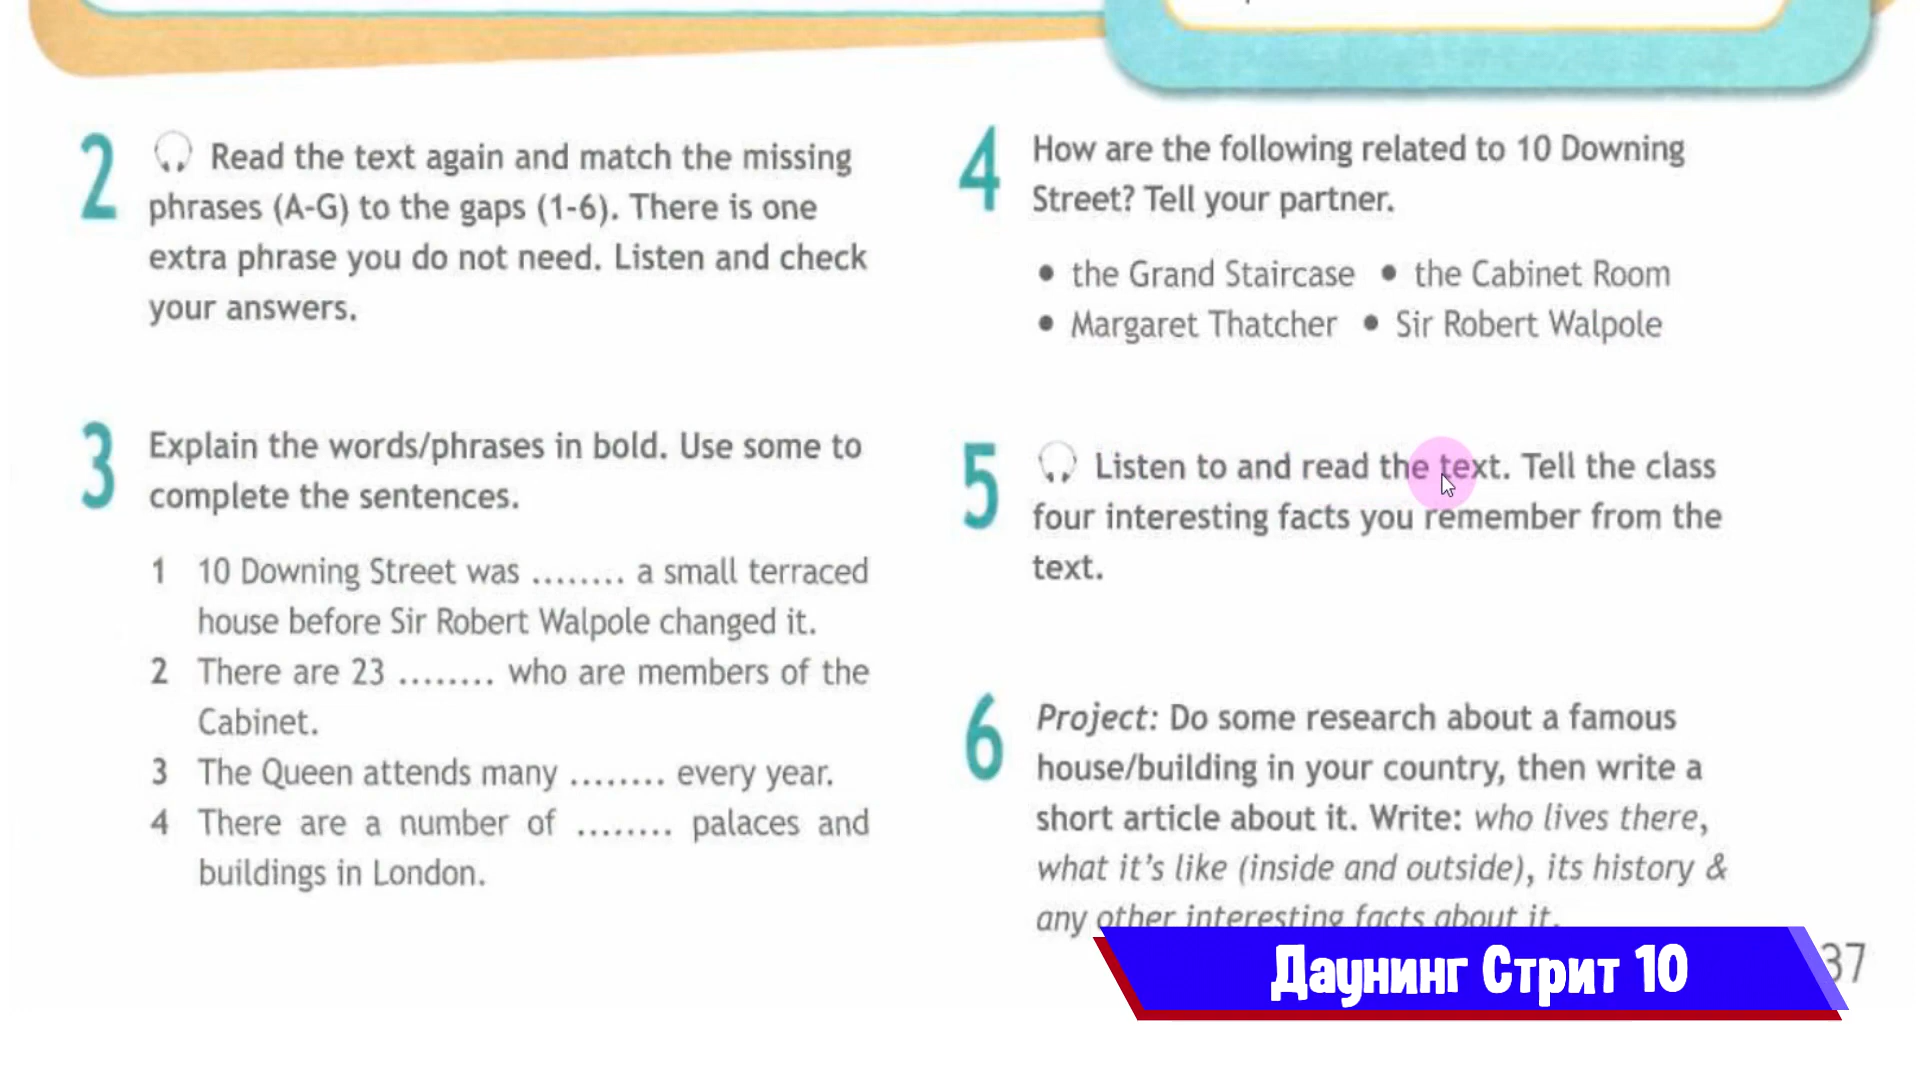 2
Read the text again and match the missing
phrases (A-G) to the gaps (1-6). There is one
extra phrase you do not need. Listen and check
your answers.
3
Explain the words/phrases in bold. Use some to
complete the sentences.
1 10 Downing Street was ........ a small terraced
house before Sir Robert Walpole changed it.
2 There are 23 ........ who are members of the
Cabinet.
3 The Queen attends many ........ every year.
4 There are a number of ........ palaces and
buildings in London.
4
How are the following related to 10 Downing
Street? Tell your partner.
• the Grand Staircase • the Cabinet Room
• Margaret Thatcher • Sir Robert Walpole
5
Listen to and read the text. Tell the class
four interesting facts you remember from the
text.
6
Project: Do some research about a famous
house/building in your country, then write a
short article about it. Write: who lives there,
what it's like (inside and outside), its history &
any other interesting facts about it.
Даунинг Стрит 10
37